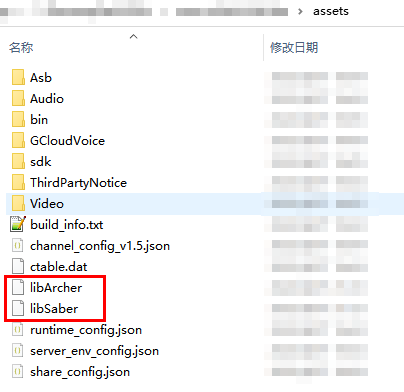 assets
名称 修改日期
Asb
Audio
bin
GCloudVoice
sdk
ThirdPartyNotice
Video
build_info.txt
channel_config_v1.5.json
ctable.dat
libArcher
libSaber
runtime_config.json
server_env_config.json
share_config.json